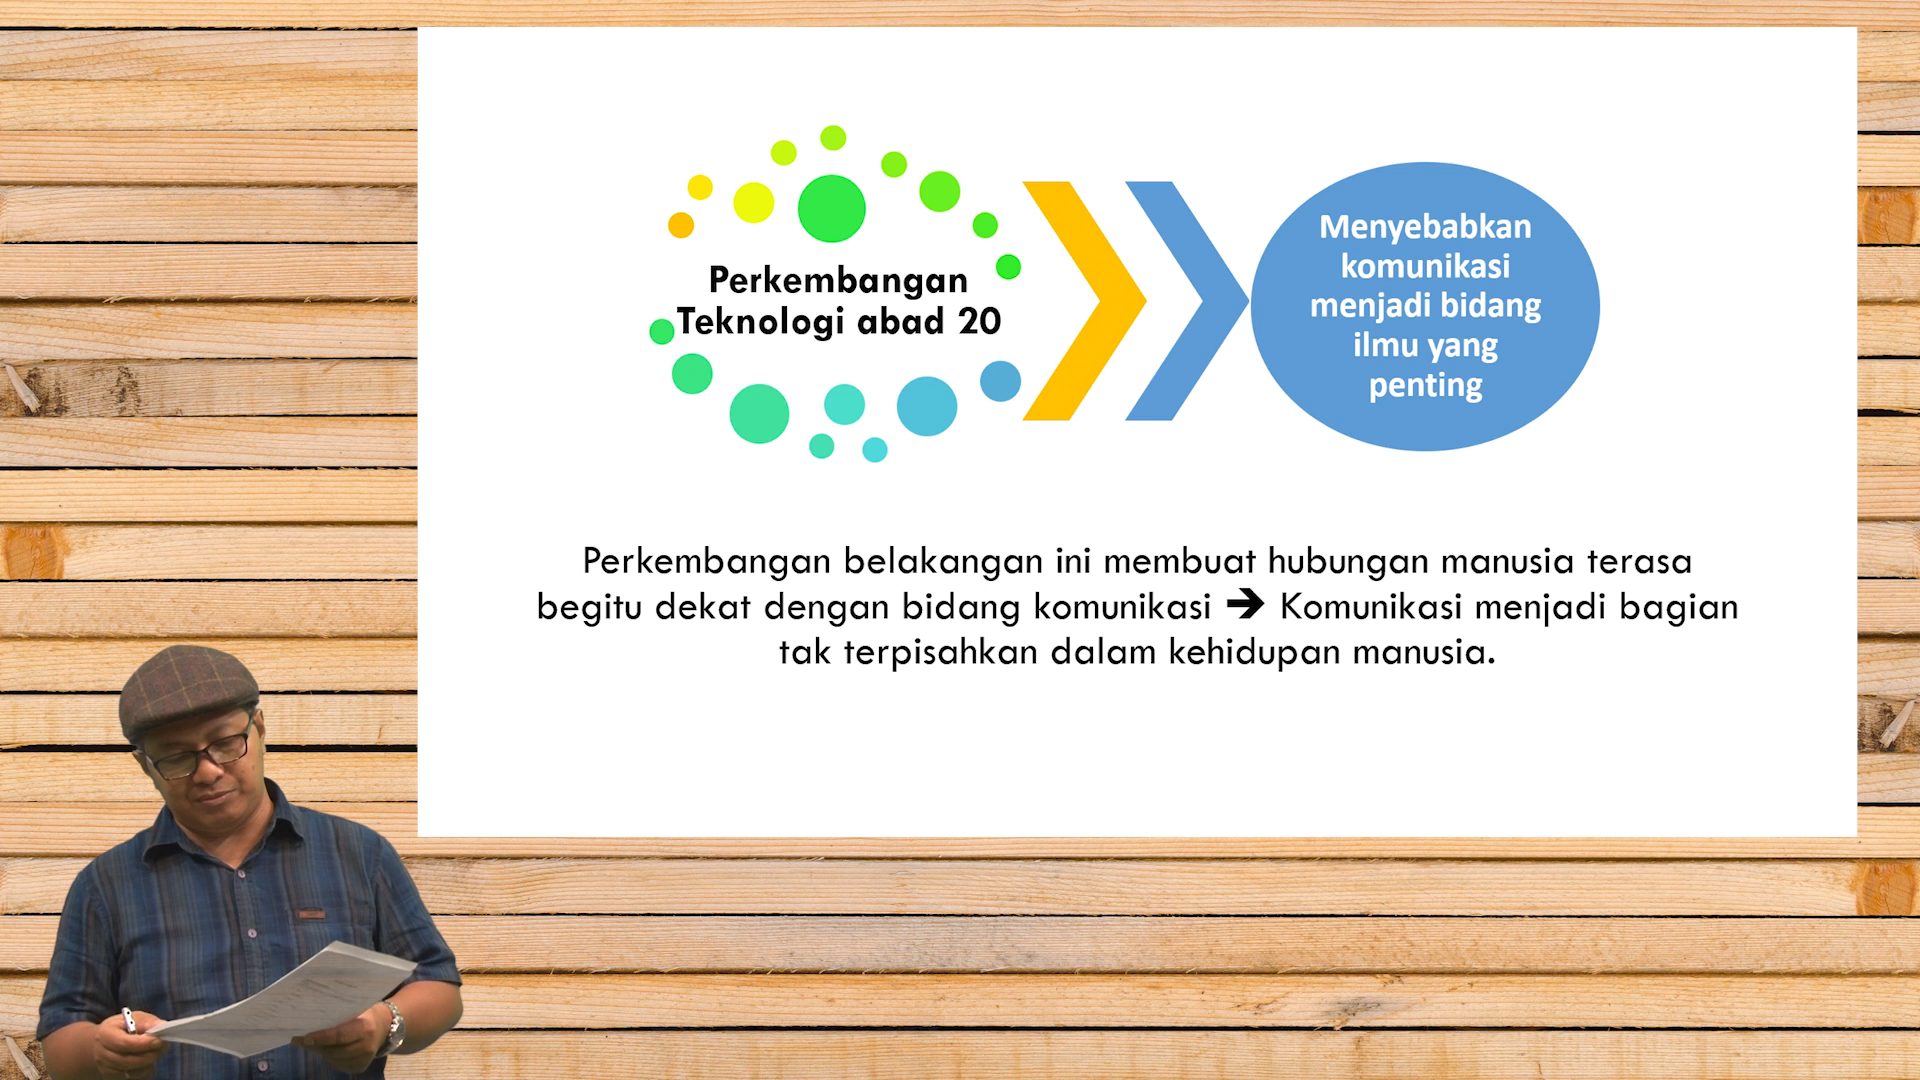 Perkembangan
Teknologi abad 20
Menyebabkan
komunikasi
menjadi bidang
ilmu yang
penting
Perkembangan belakangan ini membuat hubungan manusia terasa
begitu dekat dengan bidang komunikasi ➔ Komunikasi menjadi bagian
tak terpisahkan dalam kehidupan manusia.